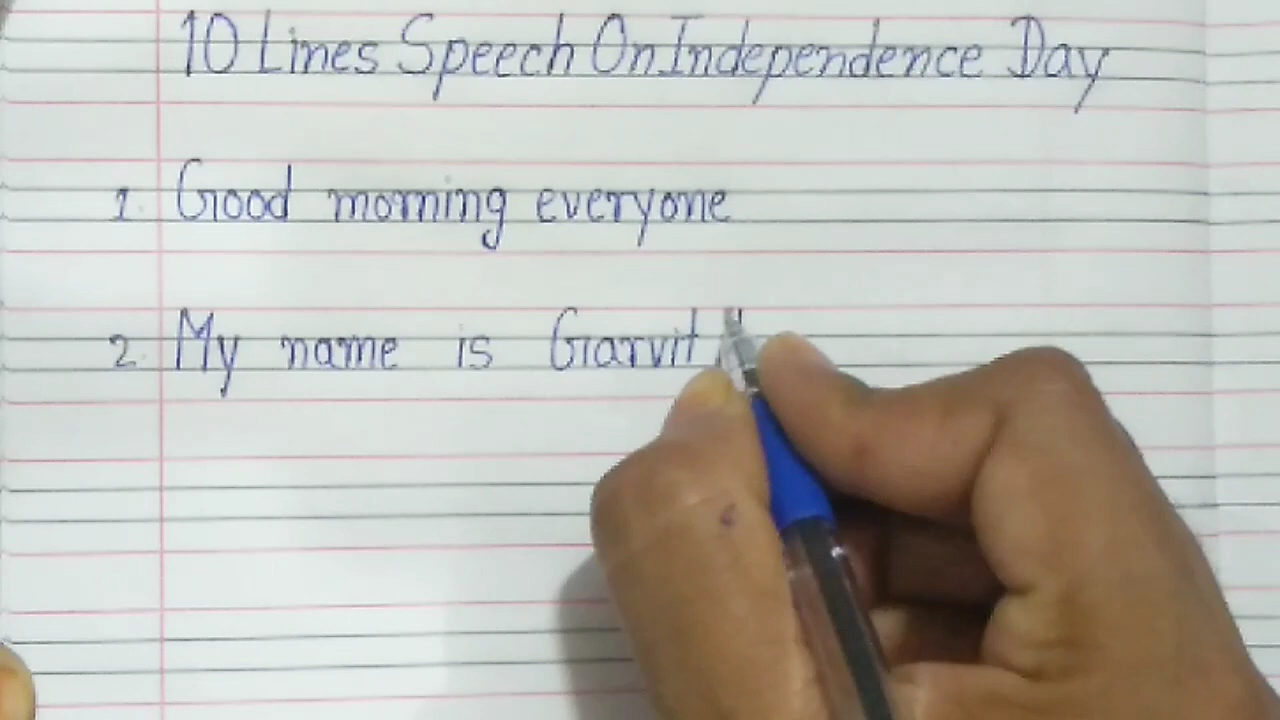 10 Lines Speech On Independence Day
1. Good morning everyone
2. My name is Garvit